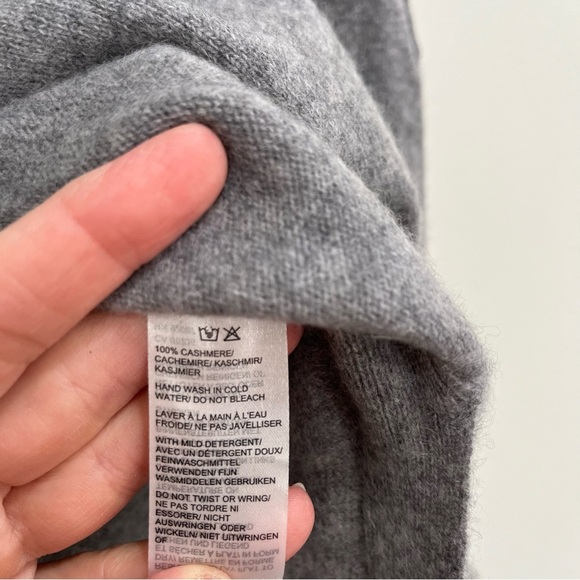 100% CASHMERE/
CACHEMIRE/ KASCHMIR/
KASJMIER
HAND WASH IN COLD
WATER/ DO NOT BLEACH
LAVER À LA MAIN À L'EAU
FROIDE/ NE PAS JAVELLISER
WITH MILD DETERGENT/
AVEC UN DÉTERGENT DOUX/
FEINWASCHMITTEL
VERWENDEN/ FIJN
WASMIDDELEN GEBRUIKEN
DO NOT TWIST OR WRING/
NE PAS TORDRE NI
ESSORER/ NICHT
AUSWRINGEN ODER
WICKELN/ NIET UITWRINGEN
OF